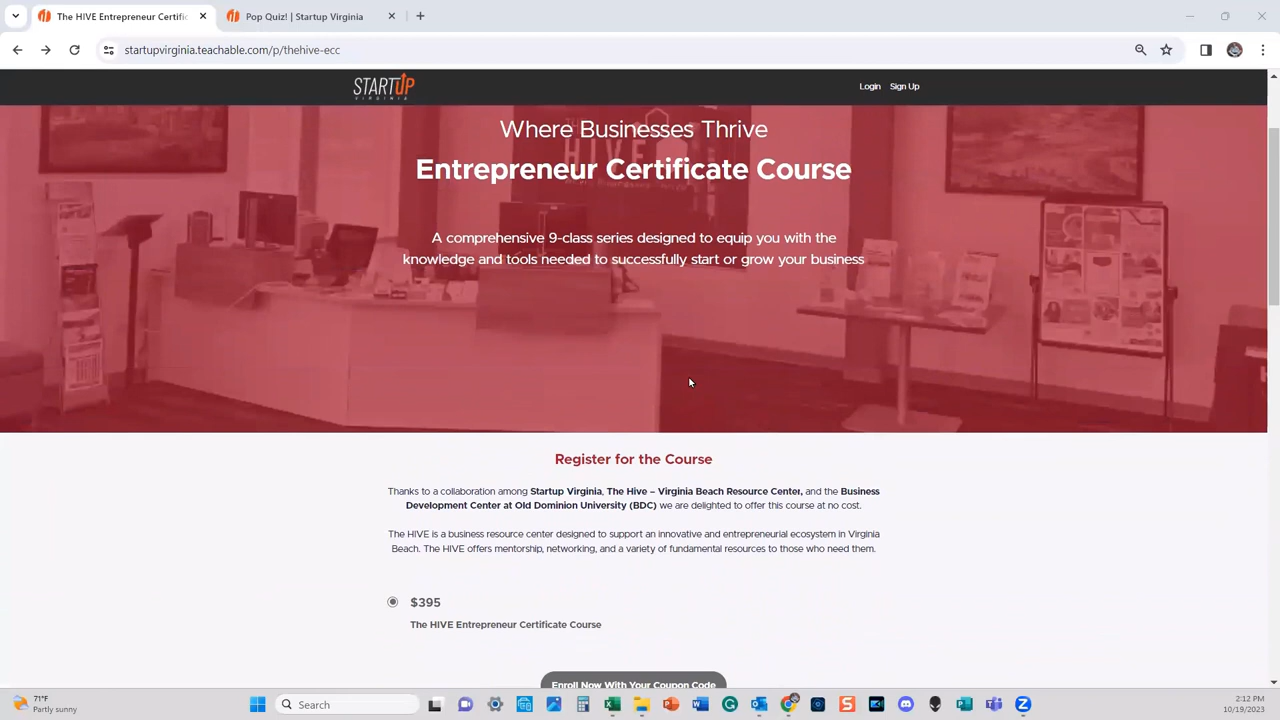 The HIVE Entrepreneur Certific
Pop Quiz! | Startup Virginia
startupvirginia.teachable.com/p/thehive-ecc
STARTUP
VIRGINIA
Login Sign Up
Where Businesses Thrive
Entrepreneur Certificate Course
A comprehensive 9-class series designed to equip you with the
knowledge and tools needed to successfully start or grow your business
Register for the Course
Thanks to a collaboration among Startup Virginia, The Hive – Virginia Beach Resource Center, and the Business
Development Center at Old Dominion University (BDC) we are delighted to offer this course at no cost.
The HIVE is a business resource center designed to support an innovative and entrepreneurial ecosystem in Virginia
Beach. The HIVE offers mentorship, networking, and a variety of fundamental resources to those who need them.
$395
The HIVE Entrepreneur Certificate Course
Enroll Now With Your Coupon Code
71°F
Partly sunny
Search
2:12 PM
10/19/2023